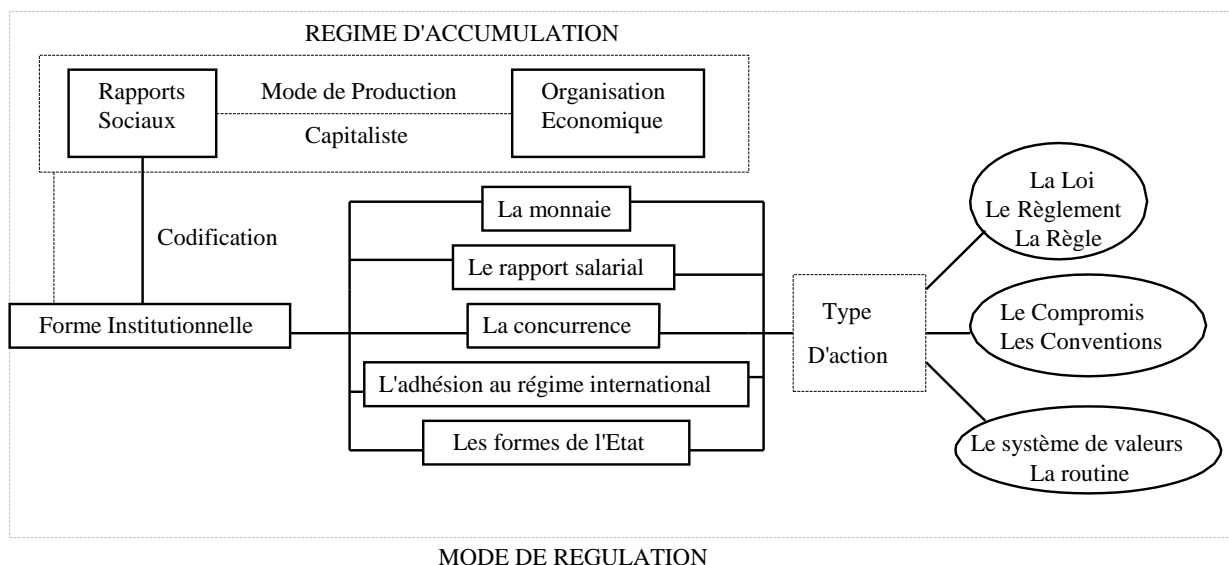 REGIME D'ACCUMULATION
Rapports
Sociaux
Mode de Production
Capitaliste
Organisation
Economique
Codification
Forme Institutionnelle
La monnaie
Le rapport salarial
La concurrence
L'adhésion au régime international
Les formes de l'Etat
Type
D'action
La Loi
Le Règlement
La Règle
Le Compromis
Les Conventions
Le système de valeurs
La routine
MODE DE REGULATION